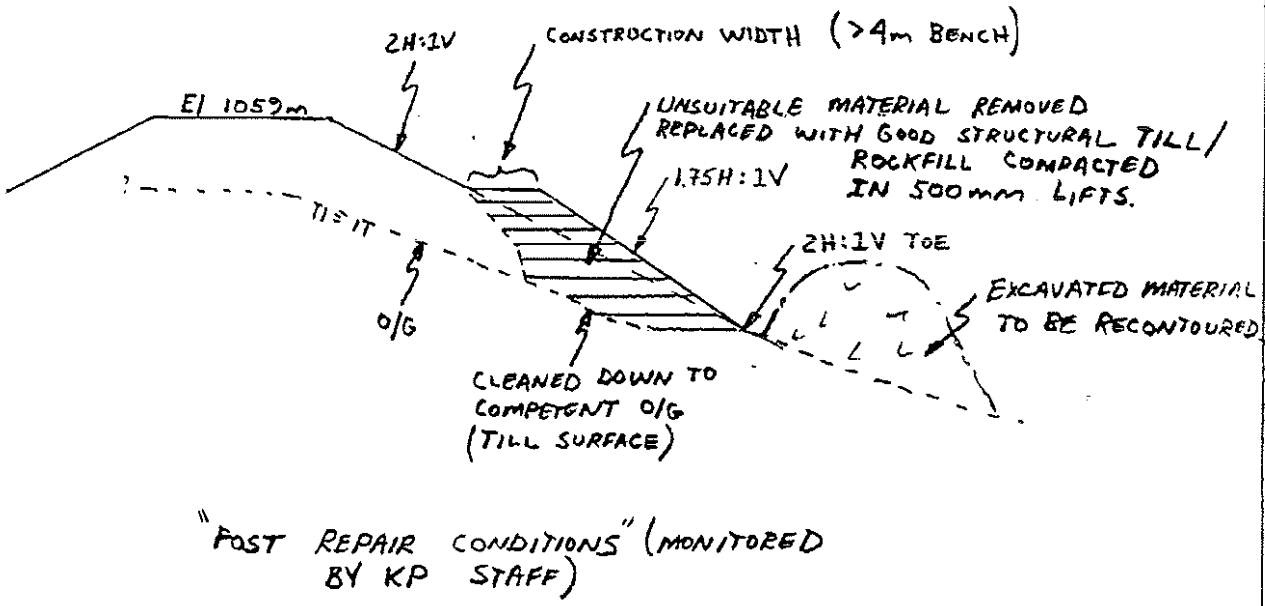 2H:1V
CONSTRUCTION WIDTH (>4m BENCH)
El 1059m
UNSUITABLE MATERIAL REMOVED
REPLACED WITH GOOD STRUCTURAL TILL/
ROCKFILL COMPACTED
IN 500mm LIFTS.
1.75H:1V
?
2H:1V TOE
O/G
EXCAVATED MATERIAL
TO BE RECONTOURED
CLEANED DOWN TO
COMPETENT O/G
(TILL SURFACE)
"POST REPAIR CONDITIONS" (MONITORED
BY KP STAFF)